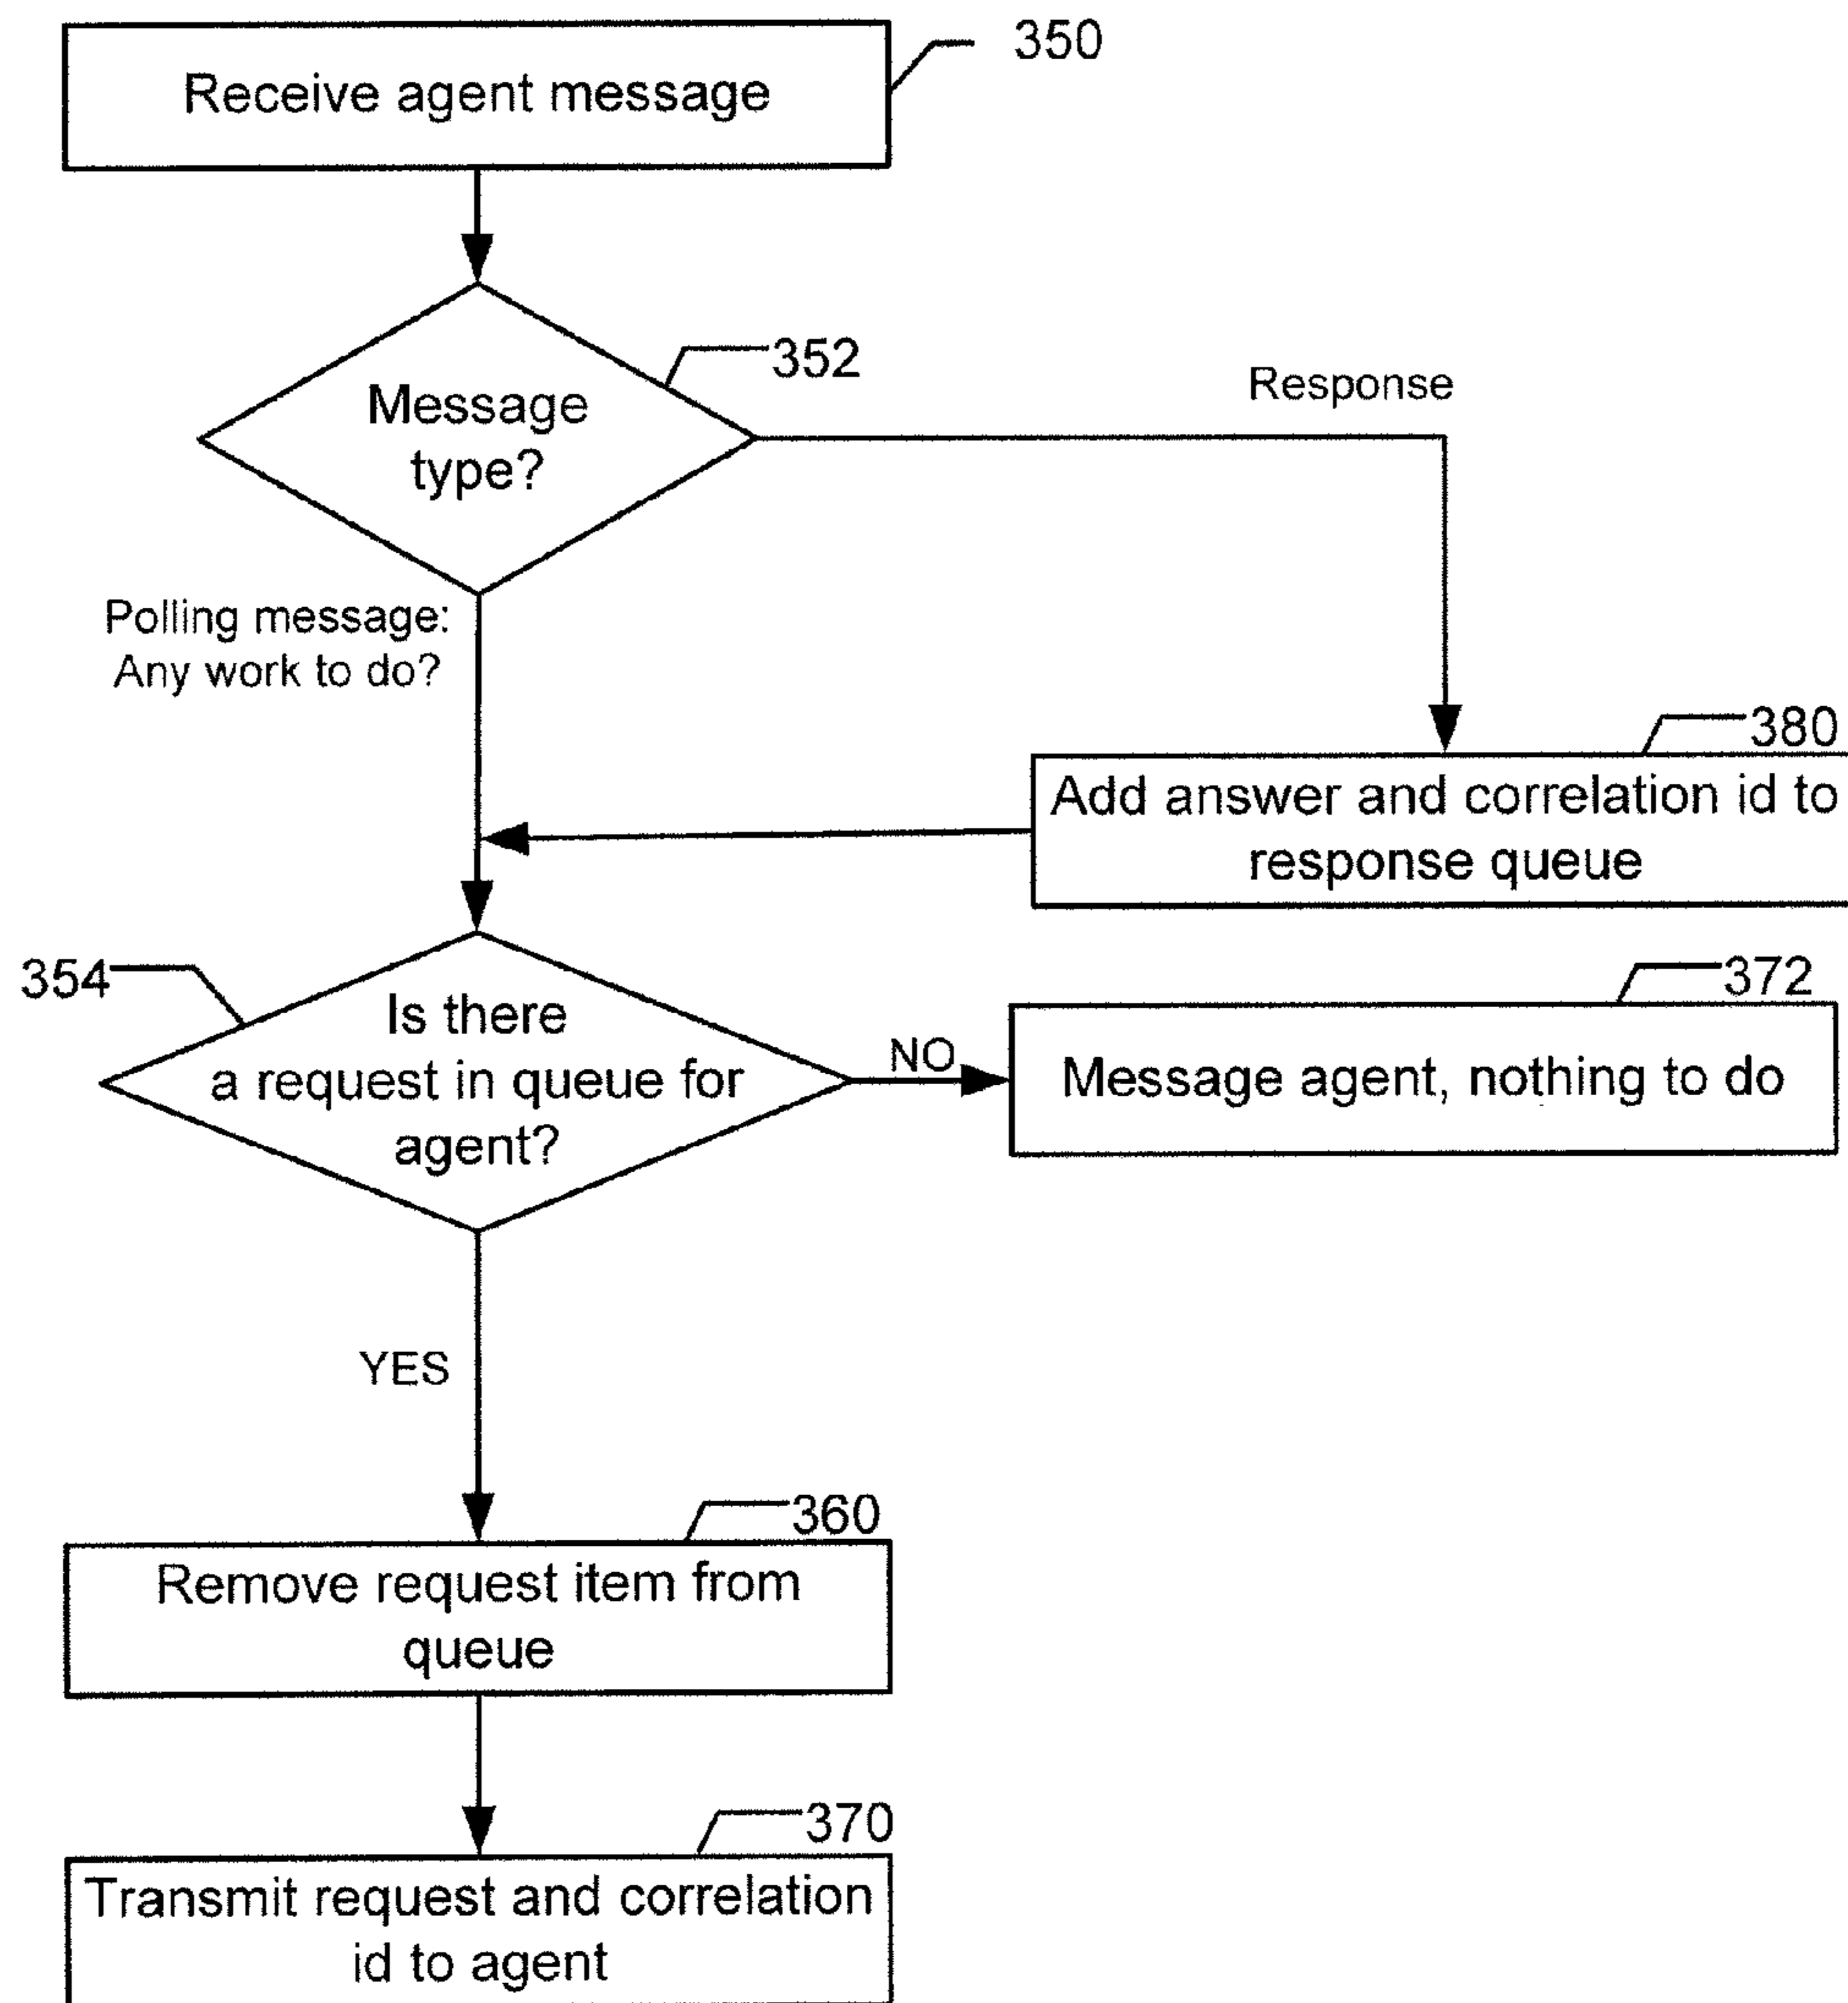 350
Receive agent message
352
Message
type?
Response
Polling message:
Any work to do?
380
Add answer and correlation id to
response queue
354
Is there
a request in queue for
agent?
NO
372
Message agent, nothing to do
YES
360
Remove request item from
queue
370
Transmit request and correlation
id to agent